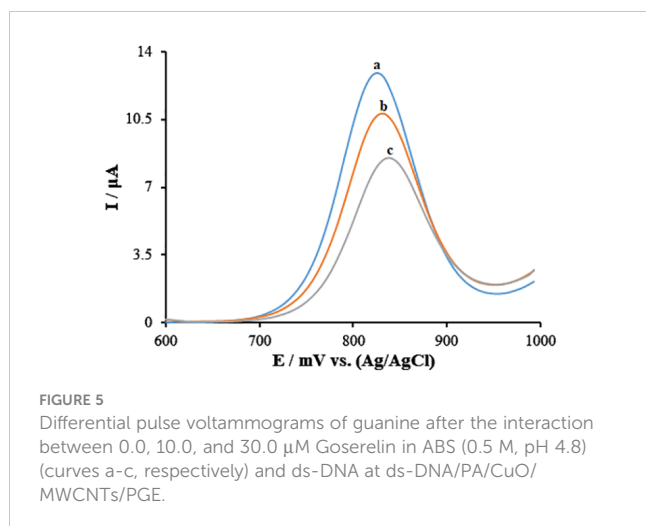 14
10.5
7
3.5
0
I / µA
a
b
c
600
700
800
900
1000
E / mV vs. (Ag/AgCl)
FIGURE 5
Differential pulse voltammograms of guanine after the interaction
between 0.0, 10.0, and 30.0 µM Goserelin in ABS (0.5 M, pH 4.8)
(curves a-c, respectively) and ds-DNA at ds-DNA/PA/CuO/
MWCNTs/PGE.